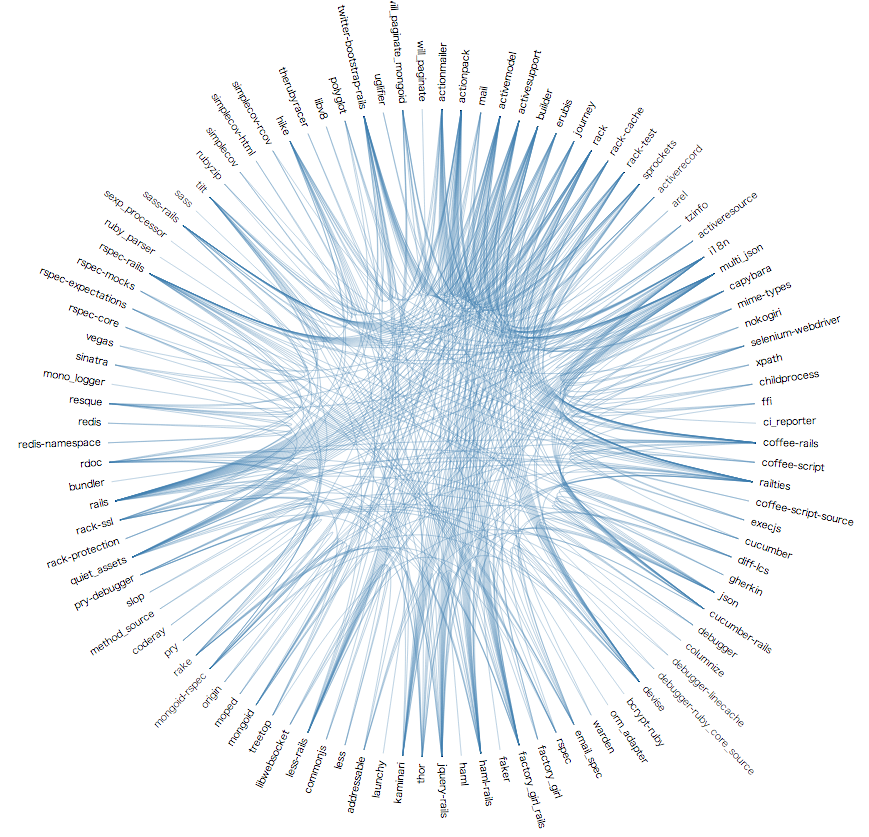 actionmailer
actionpack
mail
activemodel
activesupport
builder
erubis
journey
rack
rack-cache
rack-test
sprockets
activerecord
arel
tzinfo
activeresource
i18n
multi_json
capybara
mime-types
nokogiri
selenium-webdriver
xpath
childprocess
ffi
ci_reporter
coffee-rails
coffee-script
railties
coffee-script-source
execjs
cucumber
diff-lcs
gherkin
json
cucumber-rails
debugger
columnize
debugger-linecache
debugger-ruby_core_source
devise
bcrypt-ruby
orm_adapter
warden
email_spec
rspec
factory_girl
factory_girl_rails
faker
haml-rails
haml
jquery-rails
thor
kaminari
launchy
addressable
less
commonjs
less-rails
libwebsocket
treetop
mongoid
moped
origin
mongoid-rspec
rake
pry
coderay
method_source
slop
pry-debugger
quiet_assets
rack-protection
rack-ssl
rails
bundler
rdoc
redis-namespace
redis
resque
mono_logger
sinatra
vegas
rspec-core
rspec-expectations
rspec-mocks
rspec-rails
ruby_parser
sexp_processor
sass-rails
sass
tilt
rubyzip
simplecov
simplecov-html
simplecov-rcov
hike
therubyracer
libv8
polyglot
twitter-bootstrap-rails
uglifier
will_paginate_mongoid
will_paginate